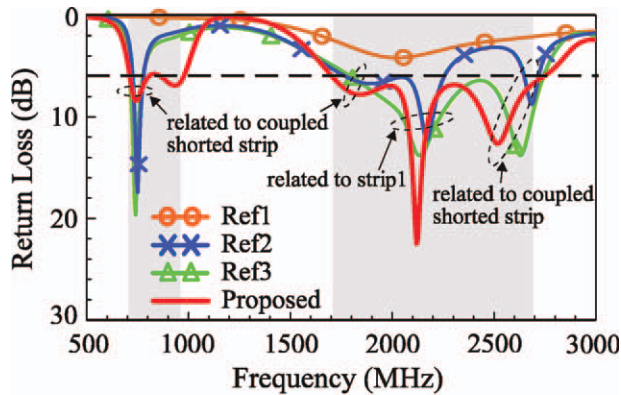 0
10
20
30
Return Loss (dB)
related to coupled
shorted strip
related to strip1
related to coupled
shorted strip
Ref1
Ref2
Ref3
Proposed
500
1000
1500
2000
2500
3000
Frequency (MHz)